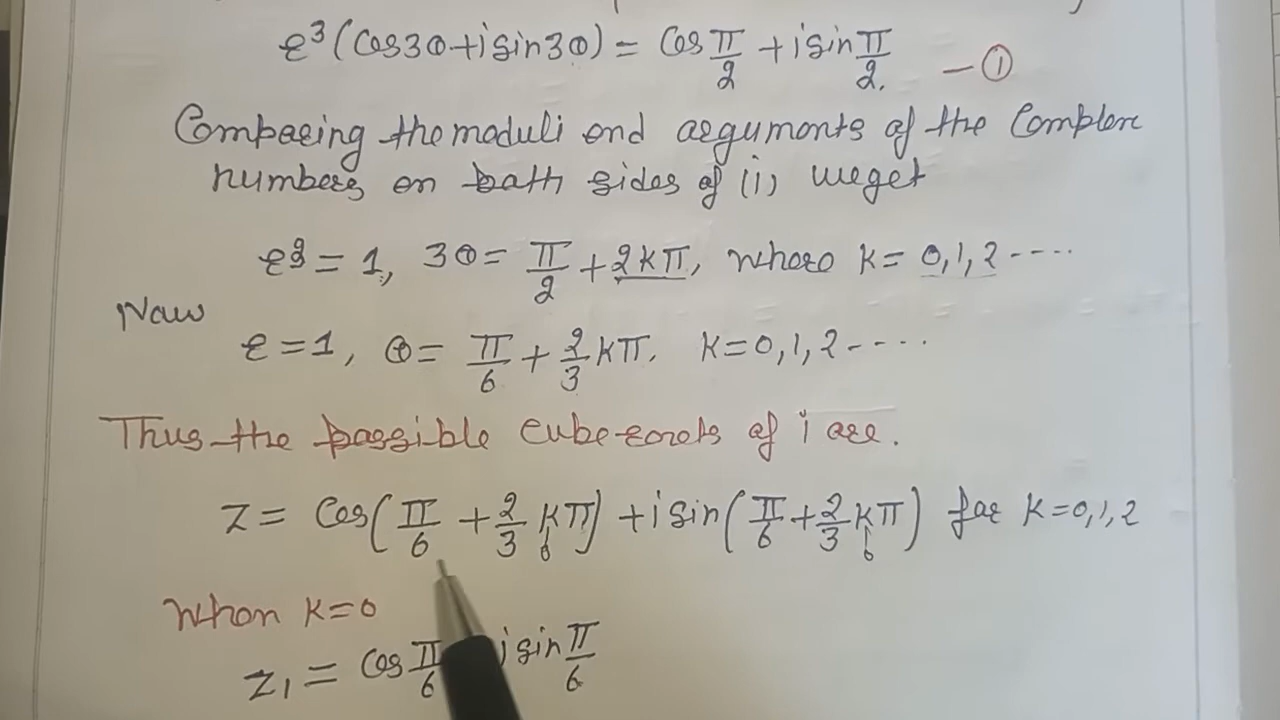 r³(cos3θ+isin3θ) = cos π/2 + isin π/2. — ①
Comparing the moduli and arguments of the complex
numbers on both sides of (i) we get
r³ = 1, 3θ = π/2 + 2kπ, where k = 0,1,2 ----
Now
r = 1, θ = π/6 + 2/3 kπ. k=0,1,2 - - - - .
Thus the possible cube roots of i are.
z = cos(π/6 + 2/3 kπ) + i sin(π/6 + 2/3 kπ) for k=0,1,2
0 0
When k=0
z₁ = cos π/6 isin π/6